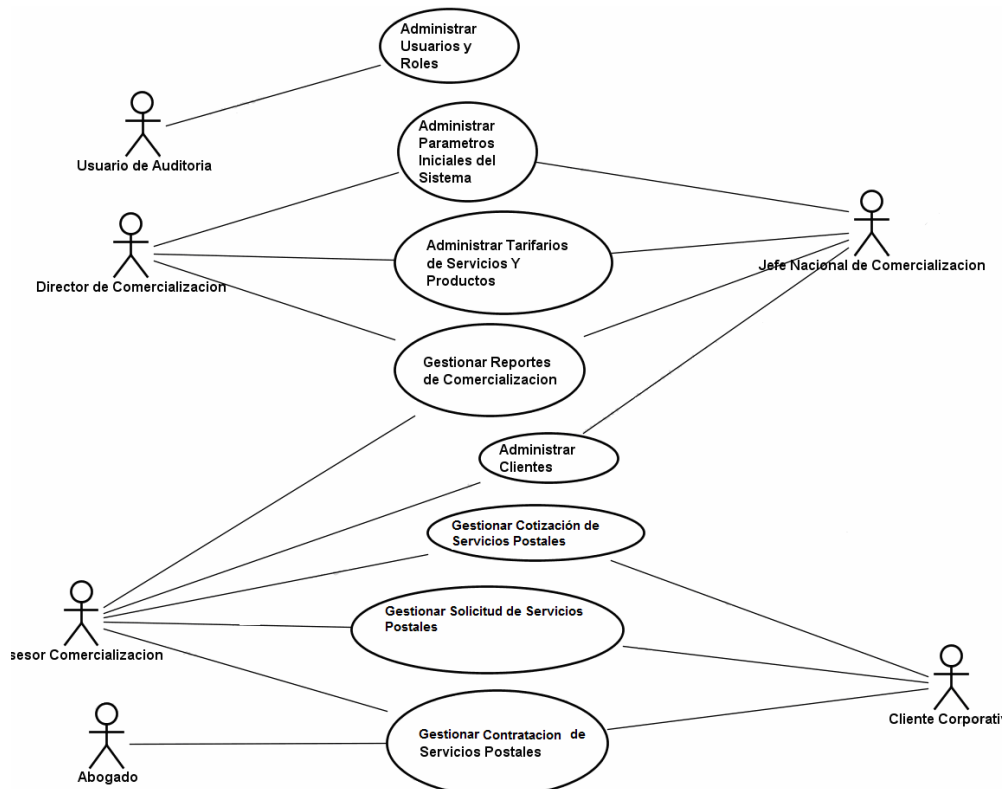 Administrar
Usuarios y
Roles
Usuario de Auditoria
Administrar
Parametros
Iniciales del
Sistema
Director de Comercializacion
Administrar Tarifarios
de Servicios Y
Productos
Jefe Nacional de Comercializacion
Gestionar Reportes
de Comercializacion
Administrar
Clientes
Gestionar Cotización de
Servicios Postales
Gestionar Solicitud de Servicios
Postales
sesor Comercializacion
Cliente Corporativ
Gestionar Contratacion de
Servicios Postales
Abogado